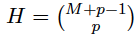 H = \binom{M+p-1}{p}